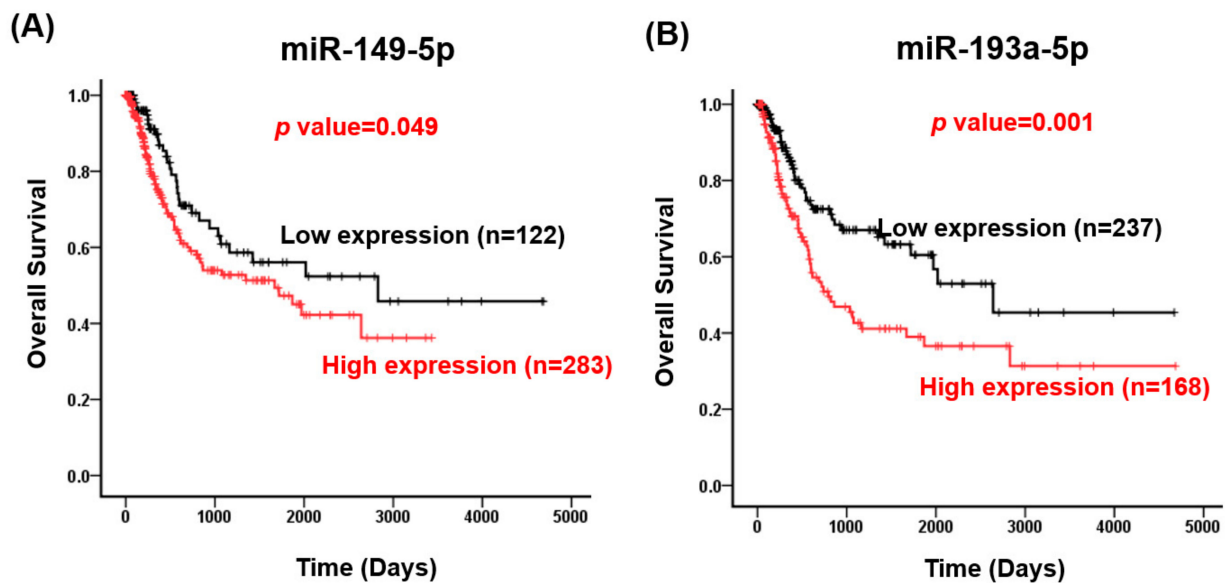 (A)
miR-149-5p
p value=0.049
Overall Survival
1.0
0.8
0.6
0.4
0.2
0.0
Low expression (n=122)
High expression (n=283)
0 1000 2000 3000 4000 5000
Time (Days)
(B)
miR-193a-5p
p value=0.001
Overall Survival
1.0
0.8
0.6
0.4
0.2
0.0
Low expression (n=237)
High expression (n=168)
0 1000 2000 3000 4000 5000
Time (Days)